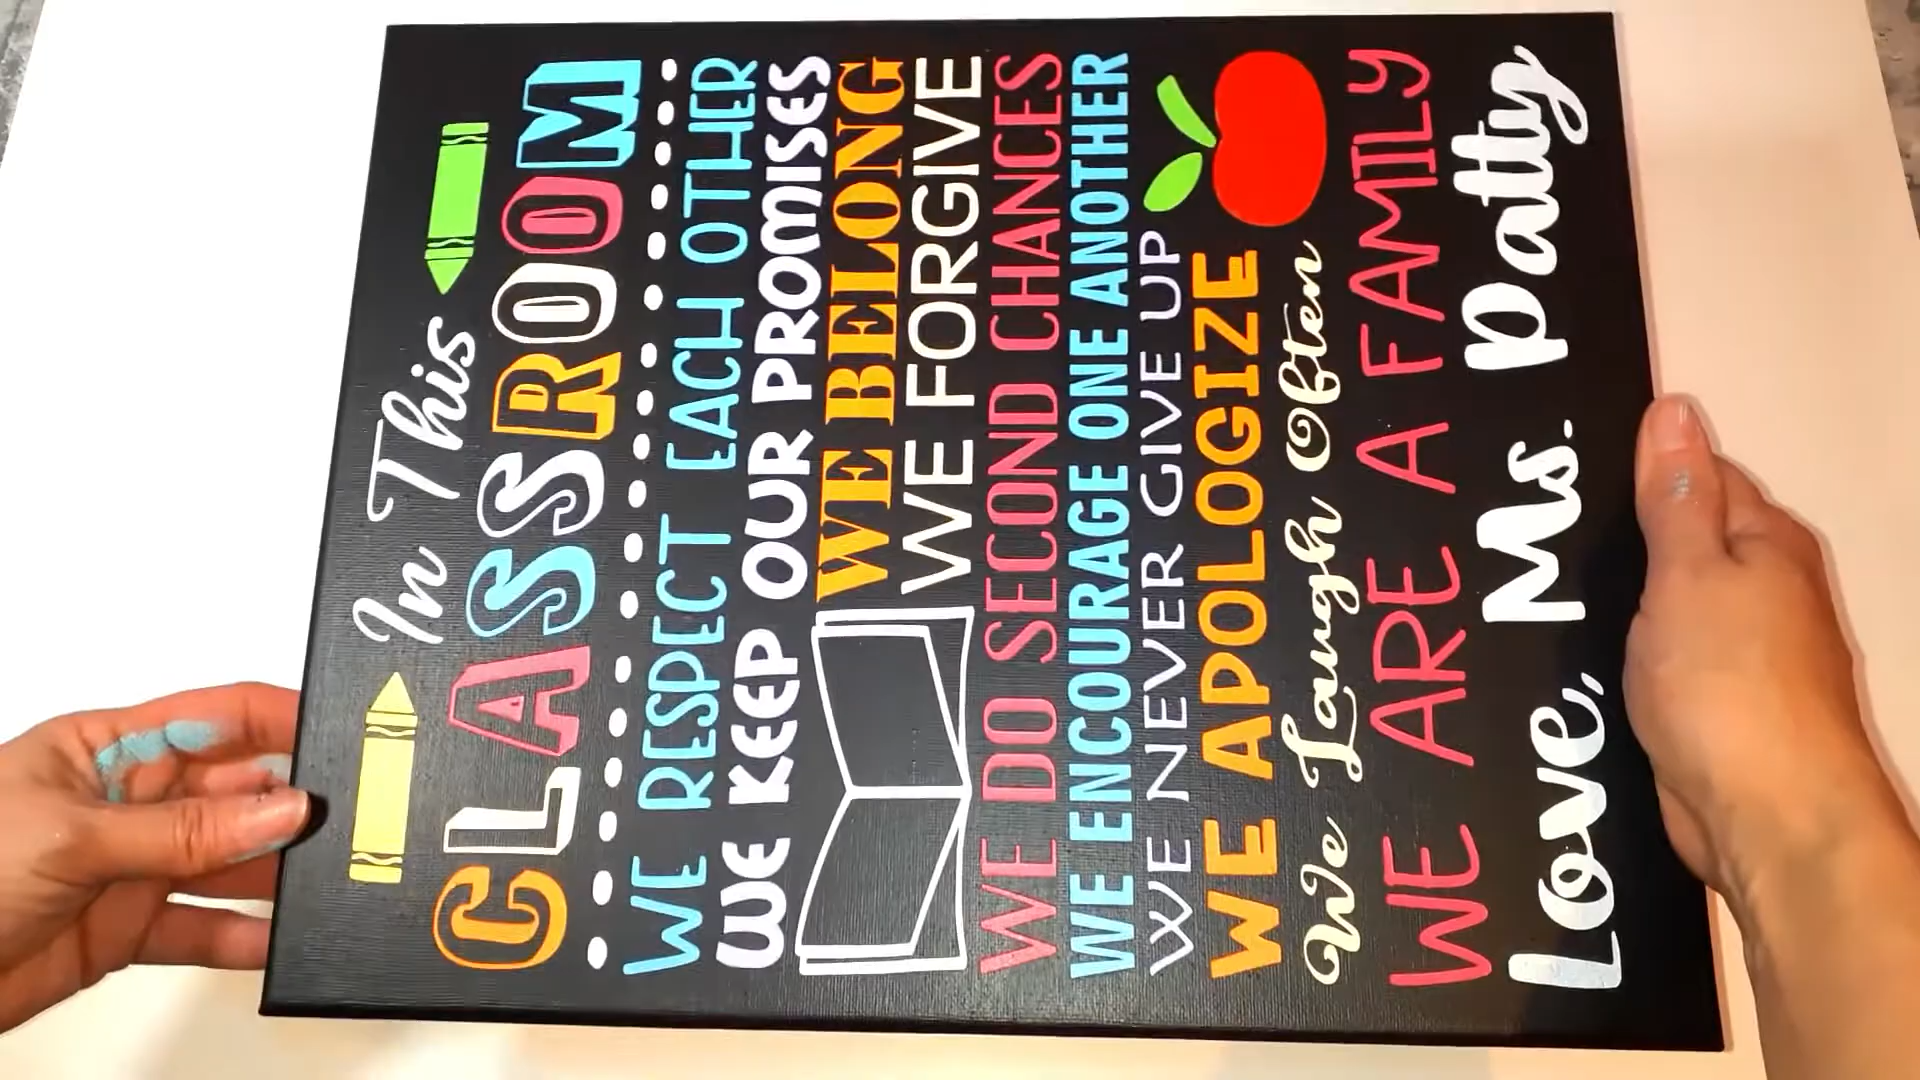 In This
CLASSROOM
WE RESPECT EACH OTHER
WE KEEP OUR PROMISES
WE BELONG
WE FORGIVE
WE DO SECOND CHANCES
WE ENCOURAGE ONE ANOTHER
WE NEVER GIVE UP
WE APOLOGIZE
We Laugh Often
WE ARE A FAMILY
Love, Ms. Patty